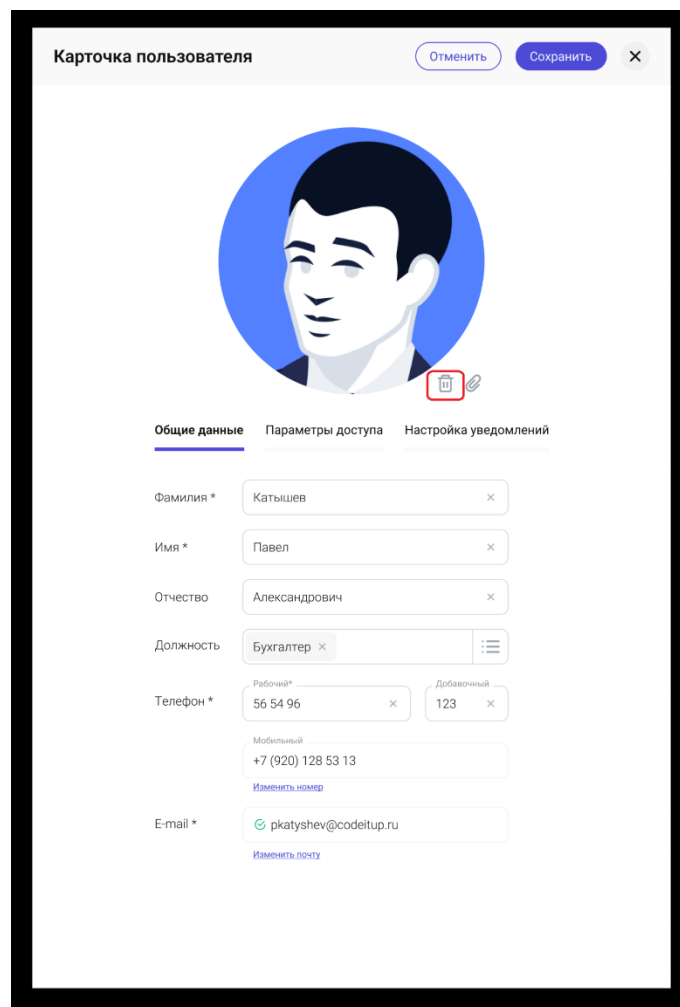 Карточка пользователя
Отменить
Сохранить
Общие данные
Параметры доступа
Настройка уведомлений
Фамилия *
Катышев
Имя *
Павел
Отчество
Александрович
Должность
Бухгалтер
Телефон *
Рабочий*
56 54 96
Добавочный
123
Мобильный
+7 (920) 128 53 13
Изменить номер
E-mail *
pkatyshev@codeitup.ru
Изменить почту